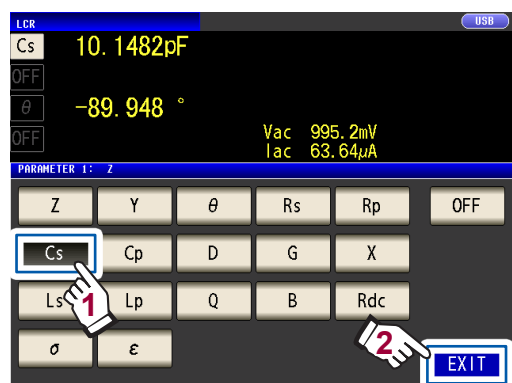 LCR USB
Cs 10.1482pF
OFF
θ -89.948 °
OFF Vac 995.2mV
Iac 63.64μA
PARAMETER 1: Z
Z Y θ Rs Rp OFF
Cs Cp D G X
Ls 1 Lp Q B Rdc
σ ε 2 EXIT